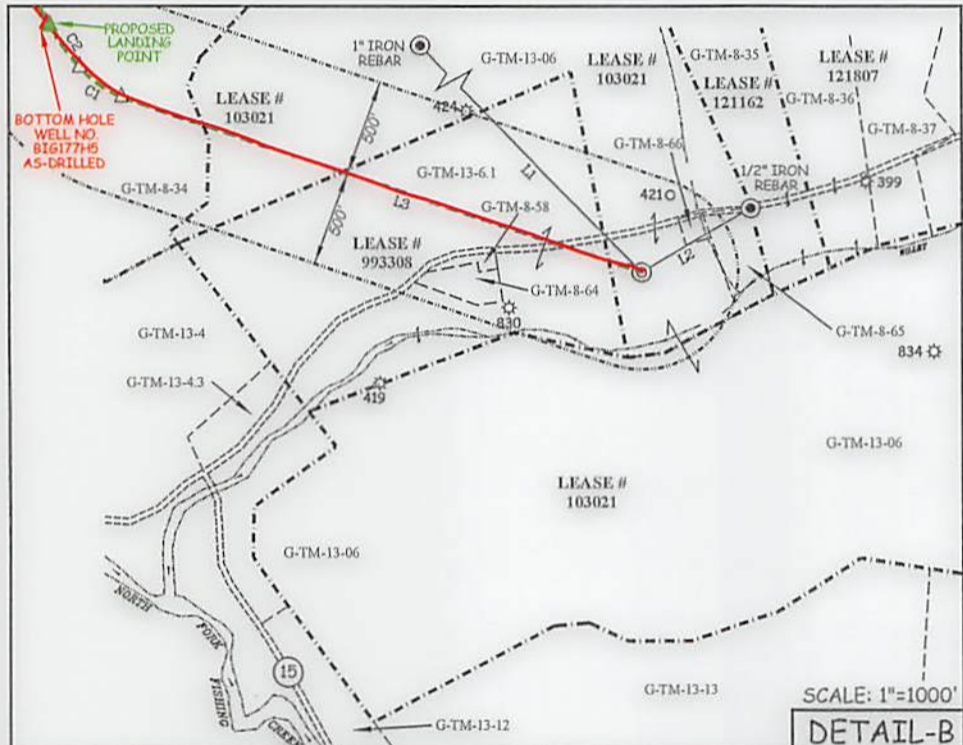 PROPOSED
LANDING
POINT
C2
C1
1" IRON
REBAR
G-TM-13-06
LEASE #
103021
G-TM-8-35
LEASE #
121162
LEASE #
121807
G-TM-8-36
G-TM-8-37
LEASE #
103021
424
500'
BOTTOM HOLE
WELL NO.
BIG177H5
AS-DRILLED
G-TM-8-34
G-TM-13-6.1
L1
G-TM-8-66
421
1/2" IRON
REBAR
399
L3
500'
G-TM-8-58
LEASE #
993308
L2
G-TM-8-64
830
G-TM-8-65
834
G-TM-13-4
G-TM-13-4.3
419
G-TM-13-06
LEASE #
103021
G-TM-13-06
NORTH
FORK
FISHING
CREEK
15
G-TM-13-13
G-TM-13-12
SCALE: 1"=1000'
DETAIL-B